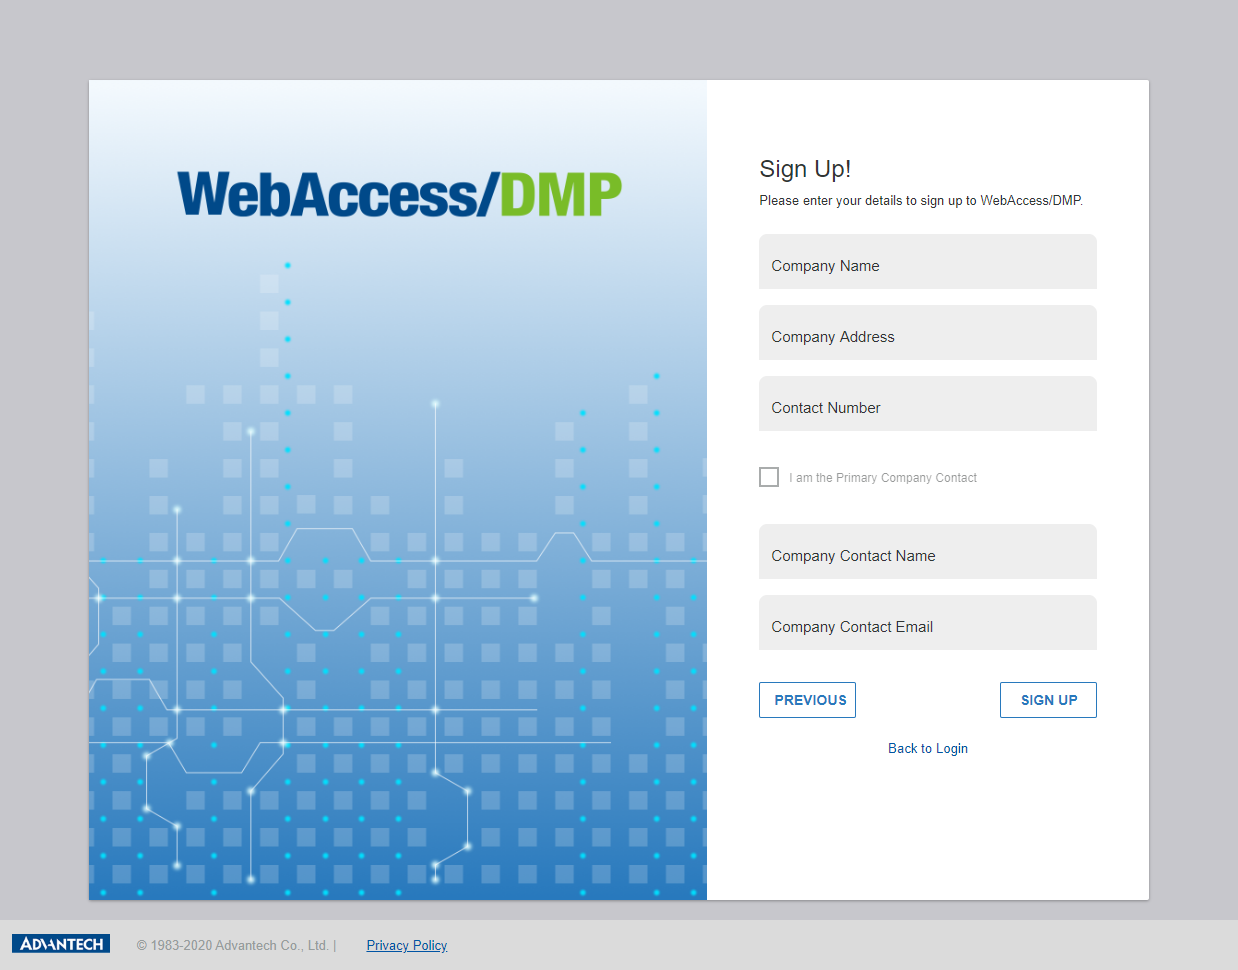 WebAccess/DMP
Sign Up!
Please enter your details to sign up to WebAccess/DMP.
Company Name
Company Address
Contact Number
I am the Primary Company Contact
Company Contact Name
Company Contact Email
PREVIOUS
SIGN UP
Back to Login
ADVANTECH
© 1983-2020 Advantech Co., Ltd. |
Privacy Policy